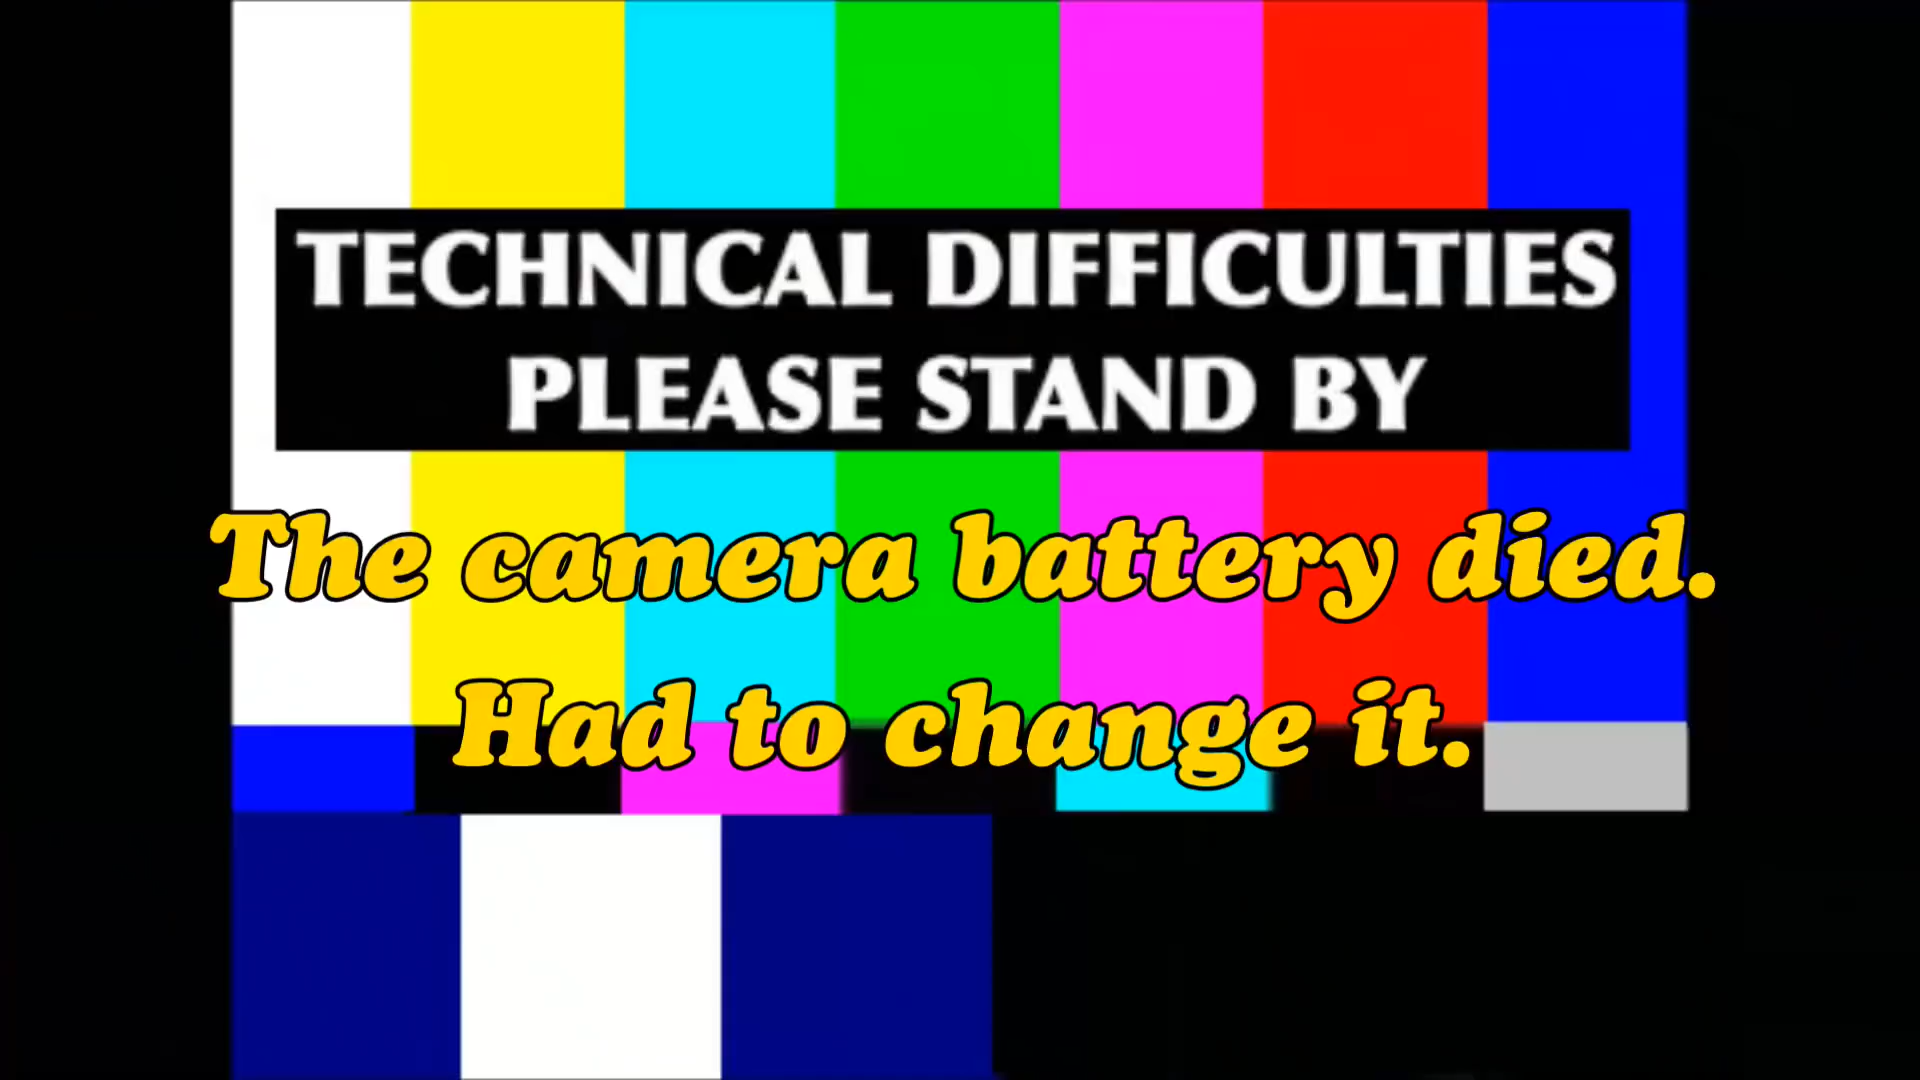 TECHNICAL DIFFICULTIES
PLEASE STAND BY
The camera battery died.
Had to change it.